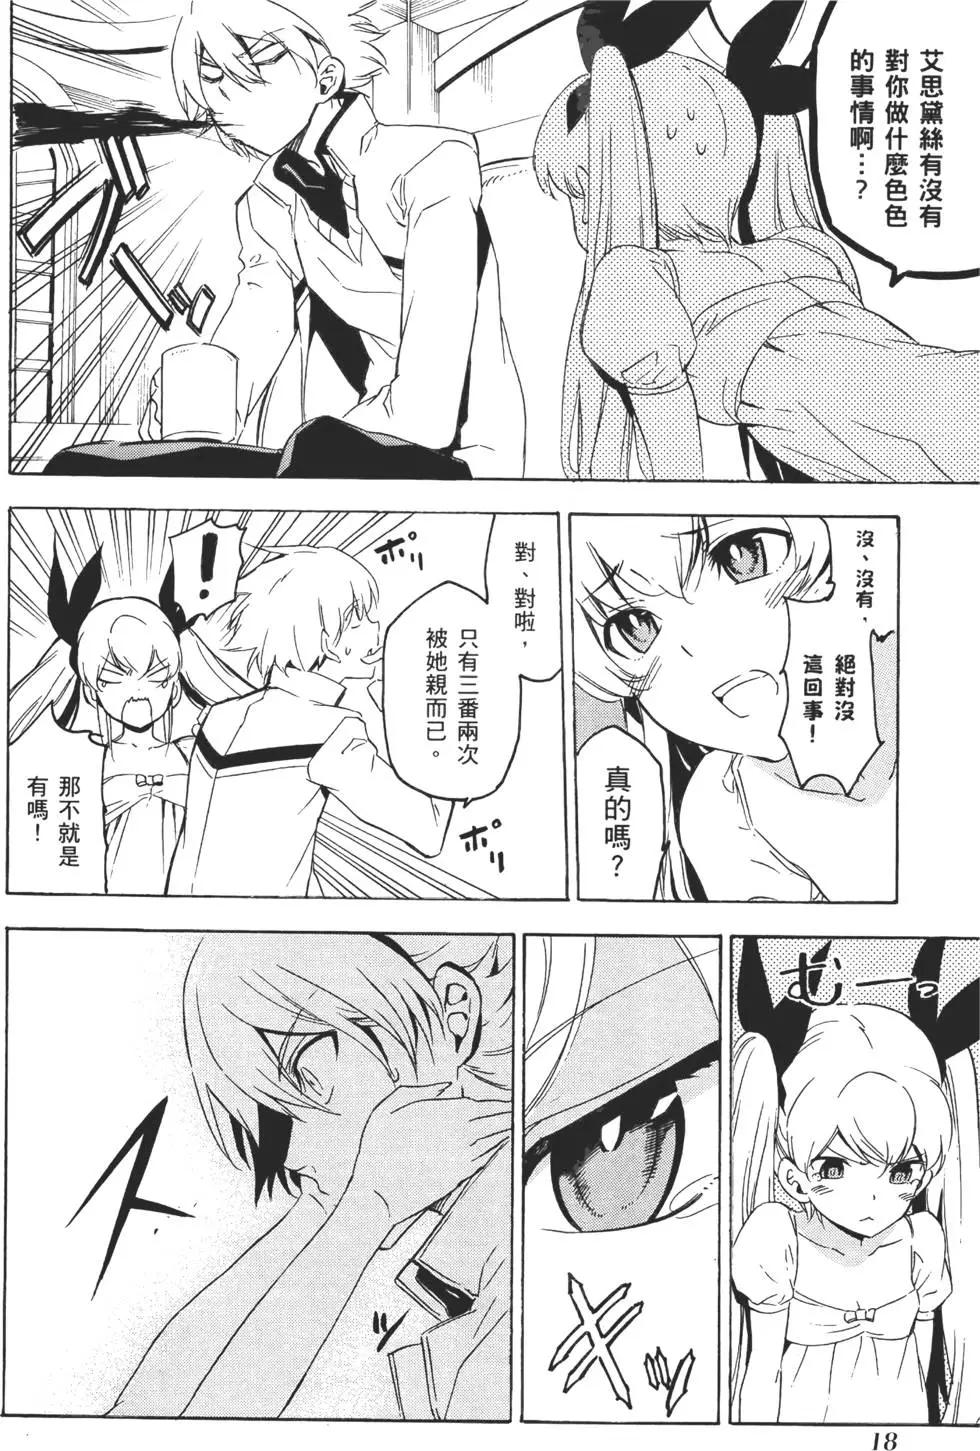 艾思黛絲有沒有
對你做什麼色色
的事情啊…？
沒、沒有，
絕對沒
這回事！
真的嗎？
對、對啦，
只有三番兩次
被她親而已。
ポリ
ポリ
！
那不就是
有嗎！
むーっ
キッ
18